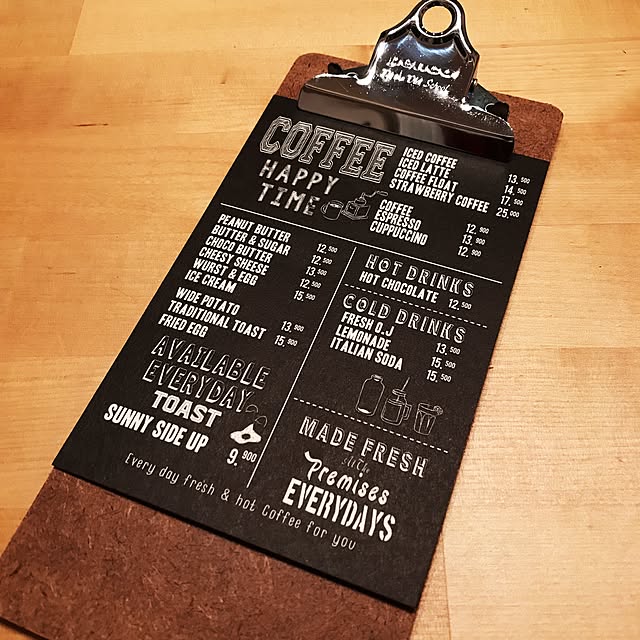 COFFEE
HAPPY
TIME
ICED COFFEE 13,500
ICED LATTE 14,500
COFFEE FLOAT 17,500
STRAWBERRY COFFEE 25,000
COFFEE 12,900
ESPRESSO 13,900
CUPPUCCINO 12,900
PEANUT BUTTER 12,500
BUTTER & SUGAR 12,500
CHOCO BUTTER 13,500
CHEESY SHEESE 12,500
WURST & EGG 15,500
ICE CREAM
WIDE POTATO
TRADITIONAL TOAST 13,900
FRIED EGG 15,900
AVAILABLE
EVERYDAY
TOAST
SUNNY SIDE UP 9.900
HOT DRINKS
HOT CHOCOLATE 12,500
COLD DRINKS
FRESH O.J 13,500
LEMONADE 15,500
ITALIAN SODA 15,500
MADE FRESH
Premises
EVERYDAYS
Every day fresh & hot Coffee for you